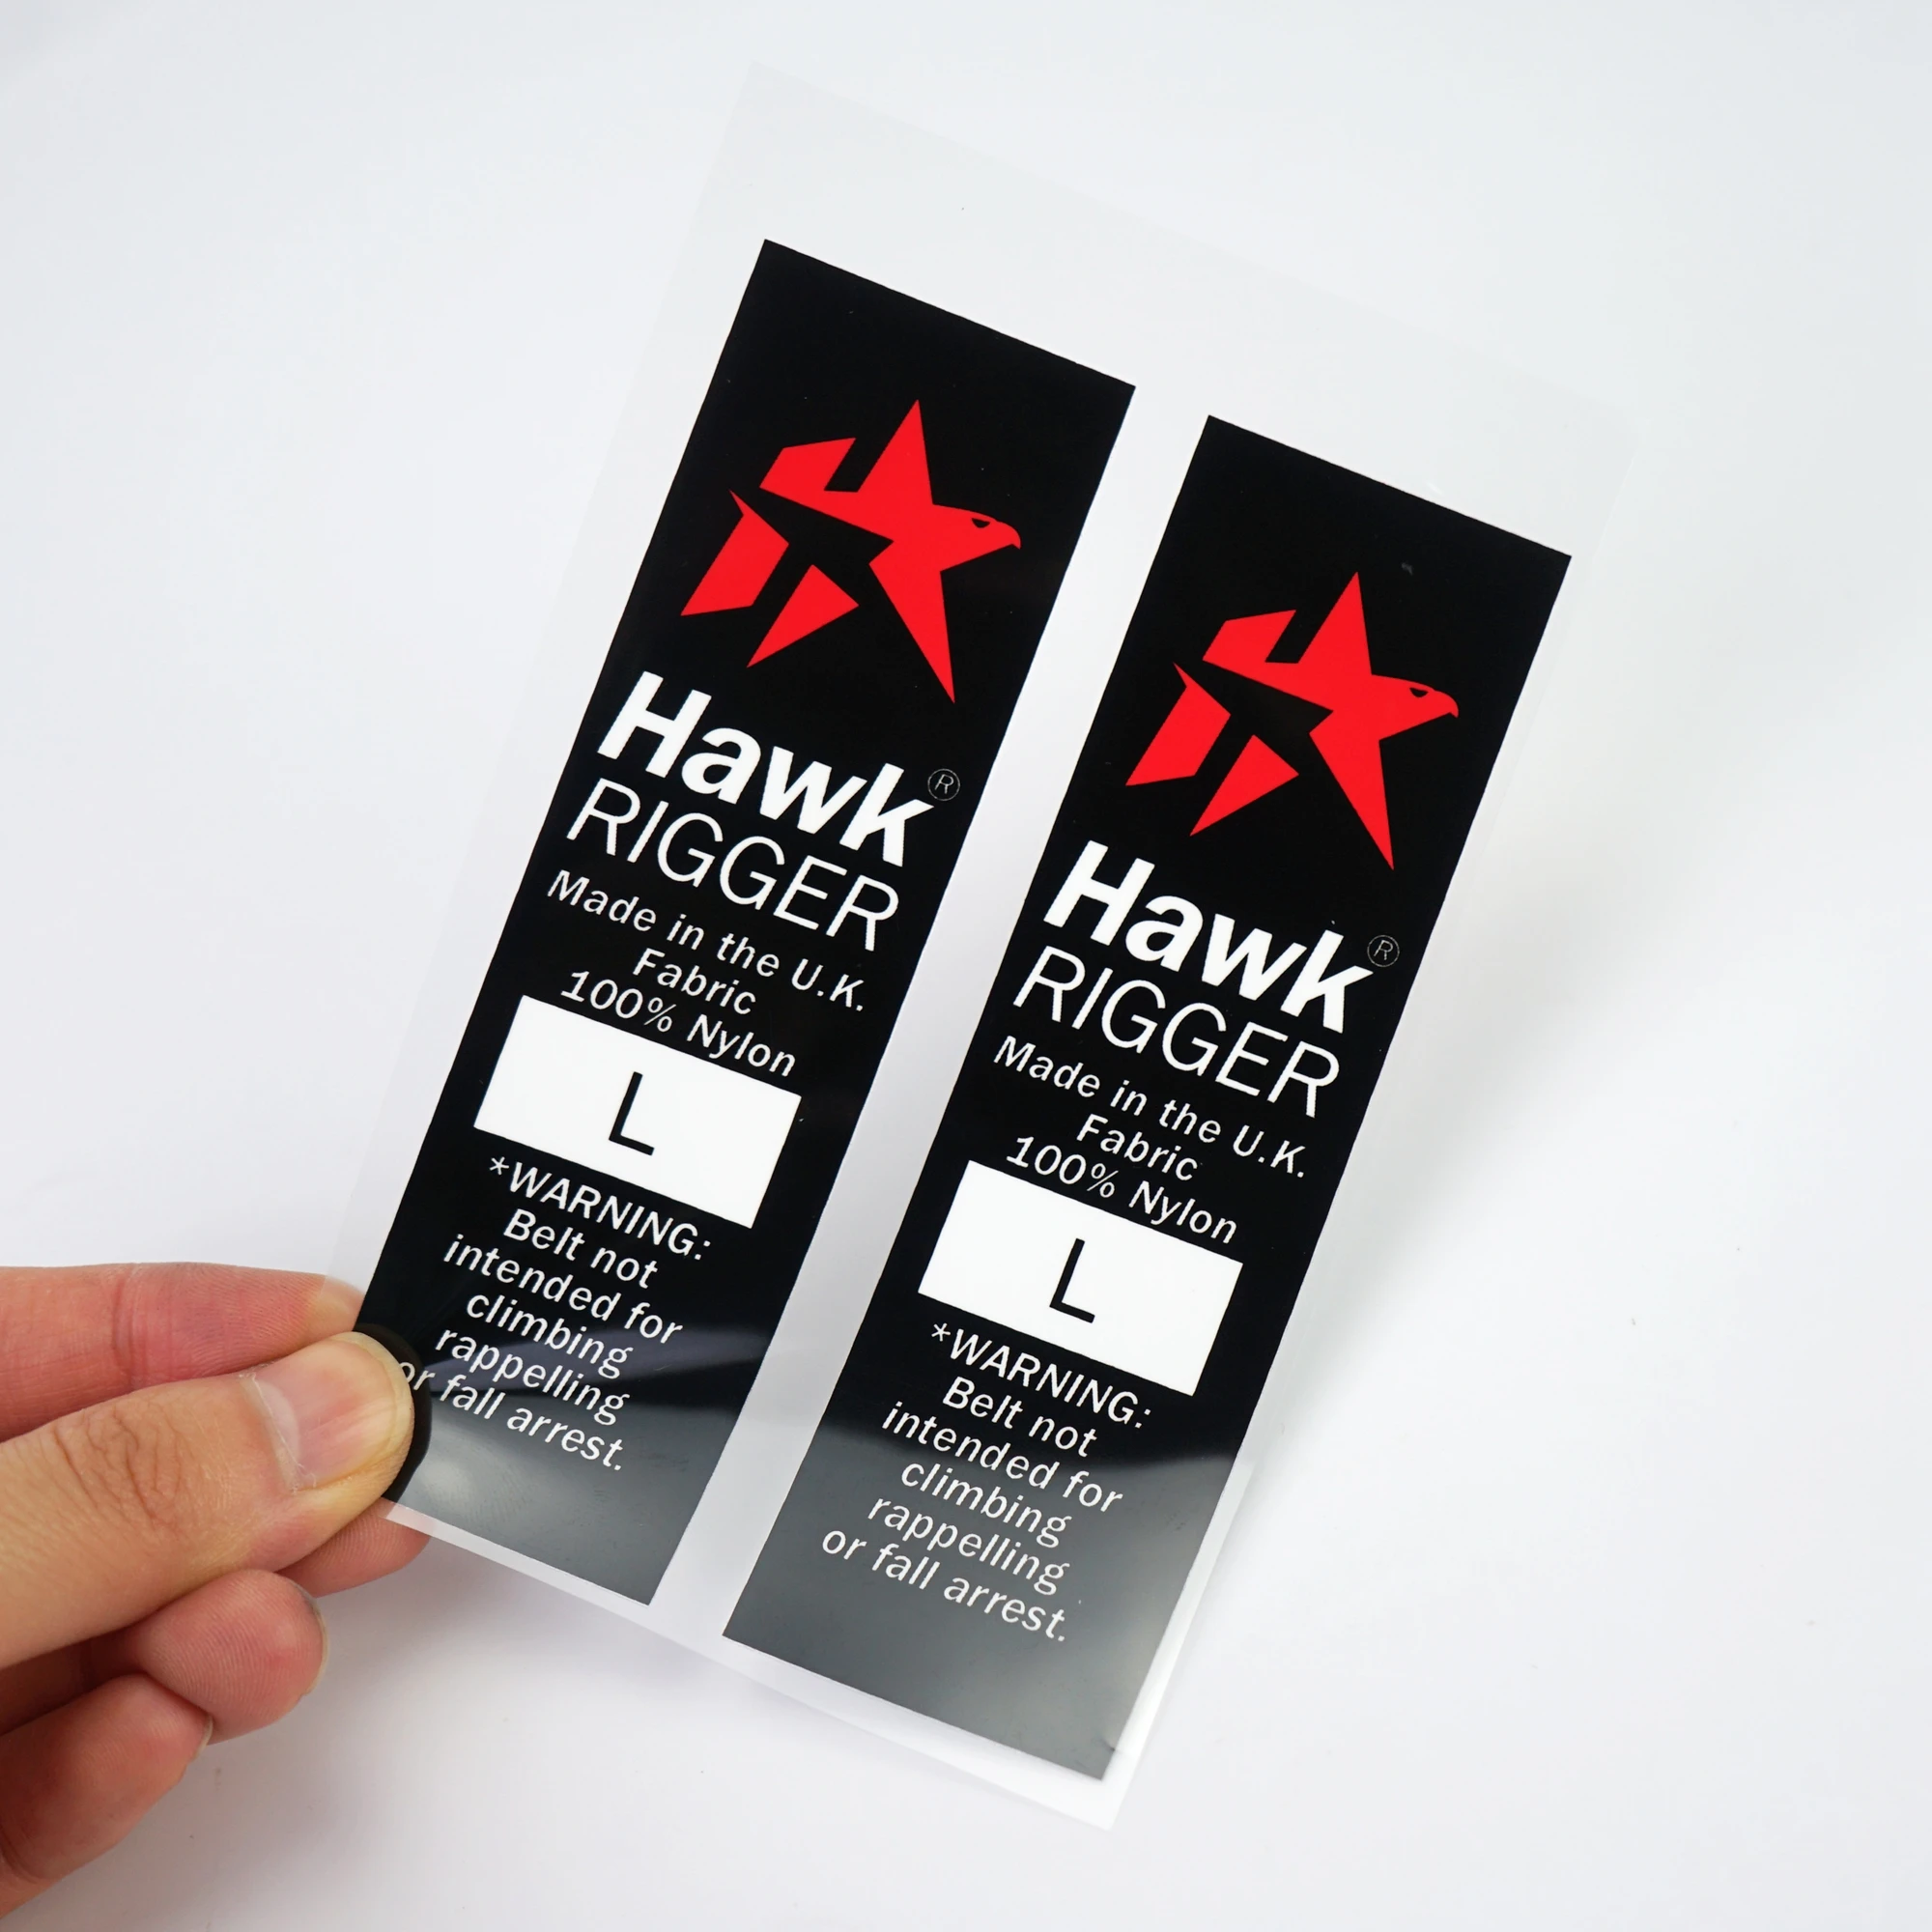 Hawk®
RIGGER
Made in the U.K.
Fabric
100% Nylon
L
*WARNING:
Belt not
intended for
climbing
rappelling
or fall arrest.
Hawk®
RIGGER
Made in the U.K.
Fabric
100% Nylon
L
*WARNING:
Belt not
intended for
climbing
rappelling
or fall arrest.